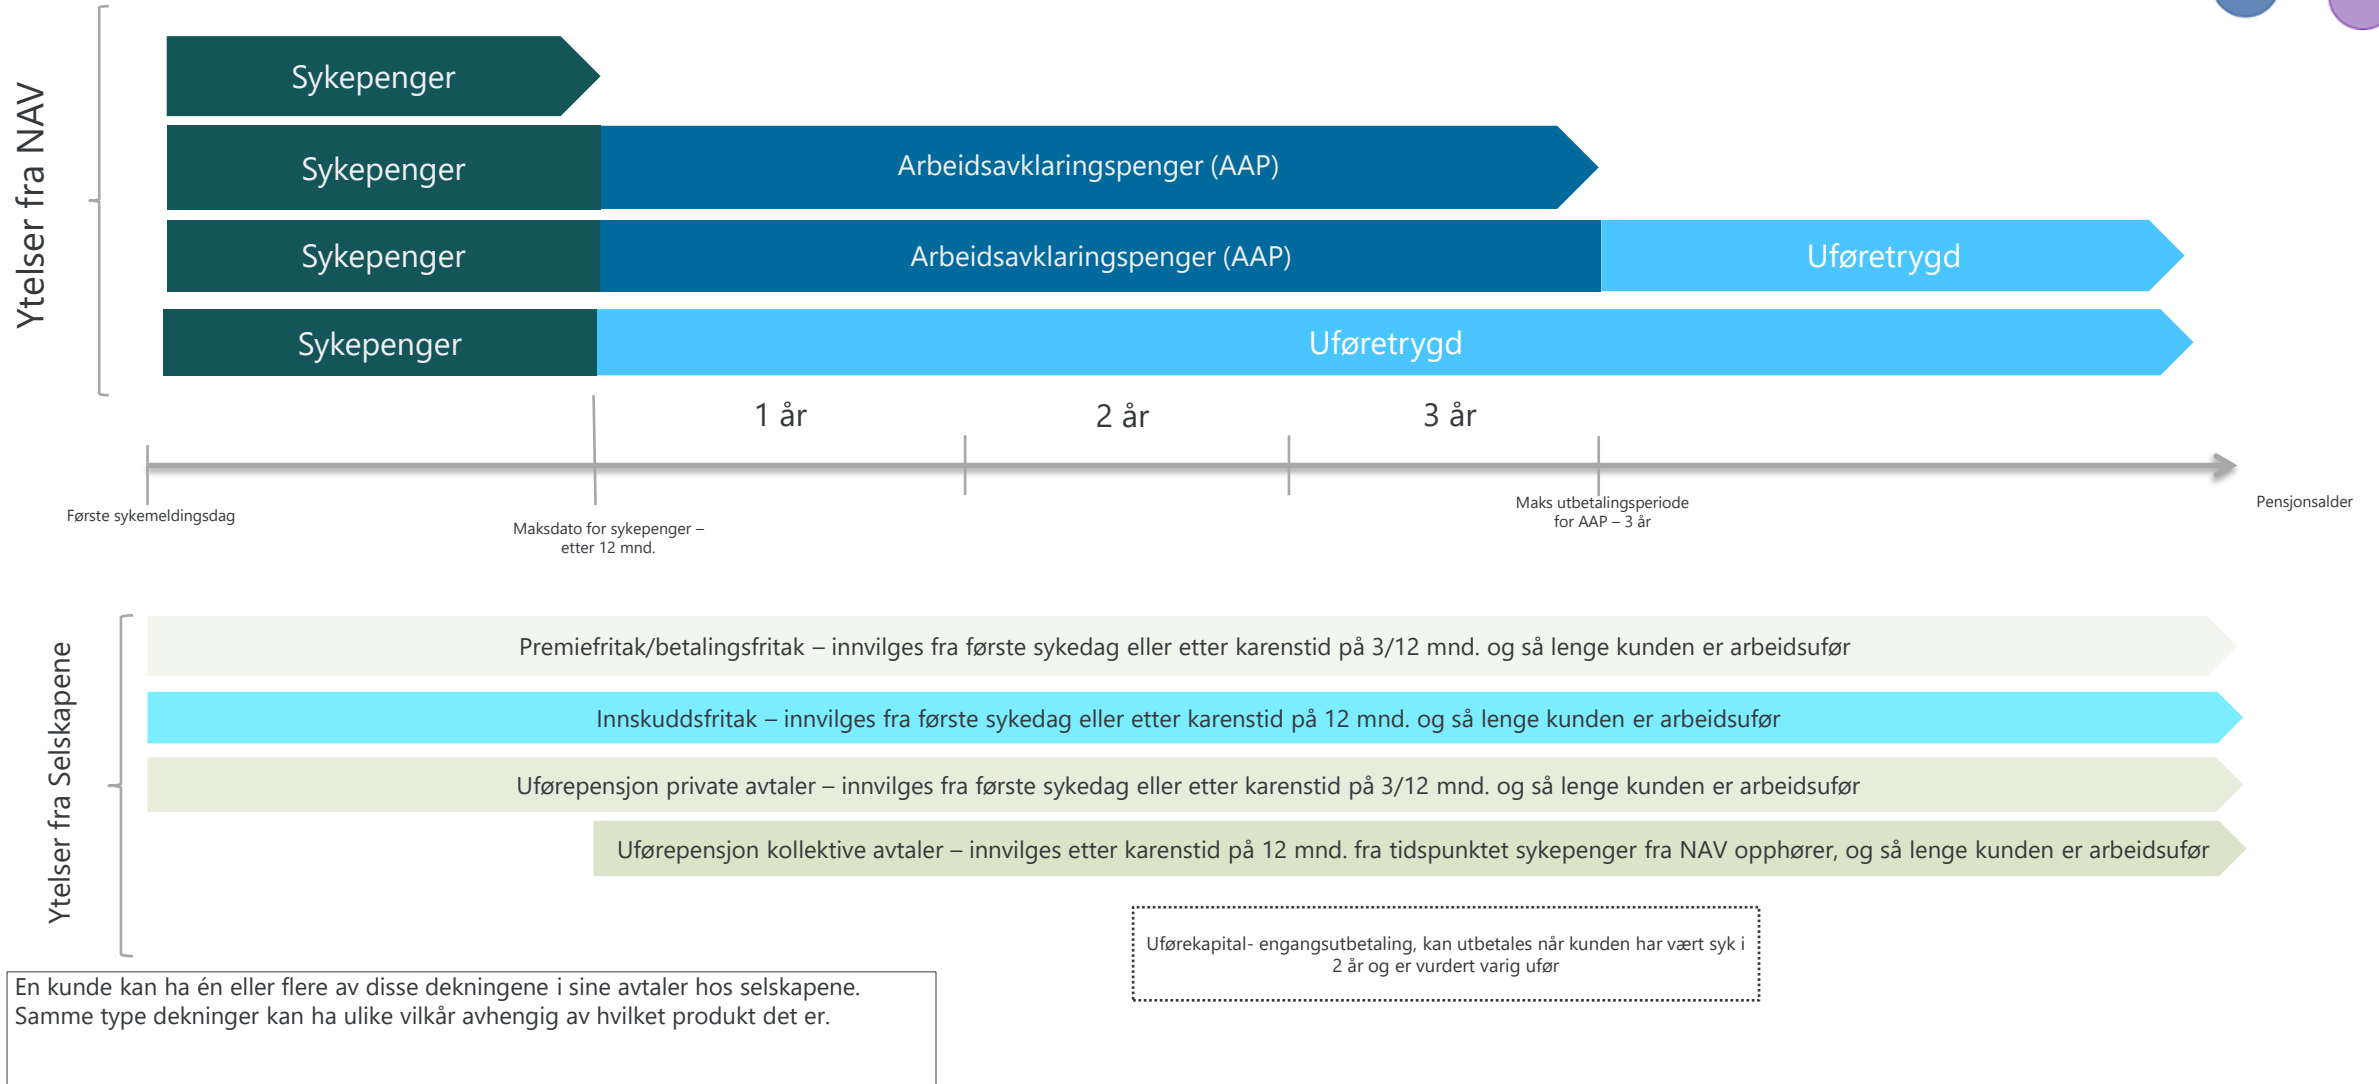 Ytelser fra NAV
Sykepenger
Sykepenger
Arbeidsavklaringspenger (AAP)
Sykepenger
Arbeidsavklaringspenger (AAP)
Uføretrygd
Sykepenger
Uføretrygd
1 år
2 år
3 år
Første sykemeldingsdag
Maksdato for sykepenger –
etter 12 mnd.
Maks utbetalingsperiode
for AAP – 3 år
Pensjonsalder
Ytelser fra Selskapene
Premiefritak/betalingsfritak – innvilges fra første sykedag eller etter karenstid på 3/12 mnd. og så lenge kunden er arbeidsufør
Innskuddsfritak – innvilges fra første sykedag eller etter karenstid på 12 mnd. og så lenge kunden er arbeidsufør
Uførepensjon private avtaler – innvilges fra første sykedag eller etter karenstid på 3/12 mnd. og så lenge kunden er arbeidsufør
Uførepensjon kollektive avtaler – innvilges etter karenstid på 12 mnd. fra tidspunktet sykepenger fra NAV opphører, og så lenge kunden er arbeidsufør
Uførekapital- engangsutbetaling, kan utbetales når kunden har vært syk i
2 år og er vurdert varig ufør
En kunde kan ha én eller flere av disse dekningene i sine avtaler hos selskapene.
Samme type dekninger kan ha ulike vilkår avhengig av hvilket produkt det er.